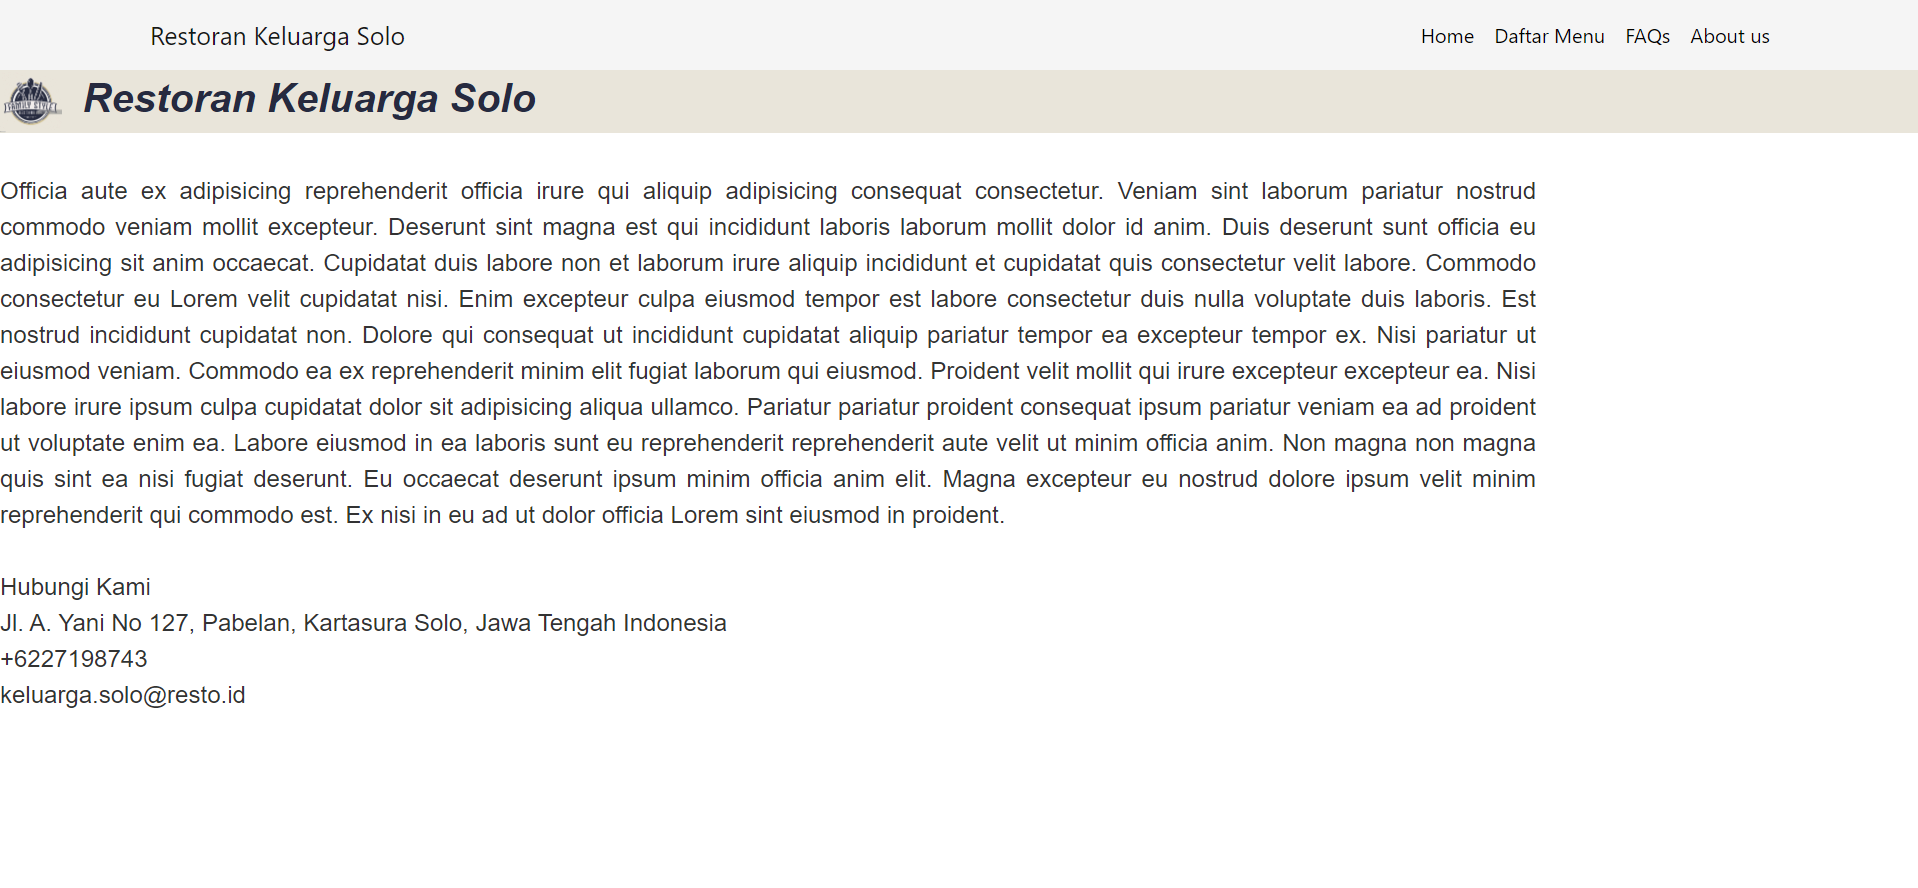 Restoran Keluarga Solo
Home Daftar Menu FAQs About us
FAMILY STYLE
Restoran Keluarga Solo
Officia aute ex adipisicing reprehenderit officia irure qui aliquip adipisicing consequat consectetur. Veniam sint laborum pariatur nostrud
commodo veniam mollit excepteur. Deserunt sint magna est qui incididunt laboris laborum mollit dolor id anim. Duis deserunt sunt officia eu
adipisicing sit anim occaecat. Cupidatat duis labore non et laborum irure aliquip incididunt et cupidatat quis consectetur velit labore. Commodo
consectetur eu Lorem velit cupidatat nisi. Enim excepteur culpa eiusmod tempor est labore consectetur duis nulla voluptate duis laboris. Est
nostrud incididunt cupidatat non. Dolore qui consequat ut incididunt cupidatat aliquip pariatur tempor ea excepteur tempor ex. Nisi pariatur ut
eiusmod veniam. Commodo ea ex reprehenderit minim elit fugiat laborum qui eiusmod. Proident velit mollit qui irure excepteur excepteur ea. Nisi
labore irure ipsum culpa cupidatat dolor sit adipisicing aliqua ullamco. Pariatur pariatur proident consequat ipsum pariatur veniam ea ad proident
ut voluptate enim ea. Labore eiusmod in ea laboris sunt eu reprehenderit reprehenderit aute velit ut minim officia anim. Non magna non magna
quis sint ea nisi fugiat deserunt. Eu occaecat deserunt ipsum minim officia anim elit. Magna excepteur eu nostrud dolore ipsum velit minim
reprehenderit qui commodo est. Ex nisi in eu ad ut dolor officia Lorem sint eiusmod in proident.
Hubungi Kami
Jl. A. Yani No 127, Pabelan, Kartasura Solo, Jawa Tengah Indonesia
+6227198743
keluarga.solo@resto.id